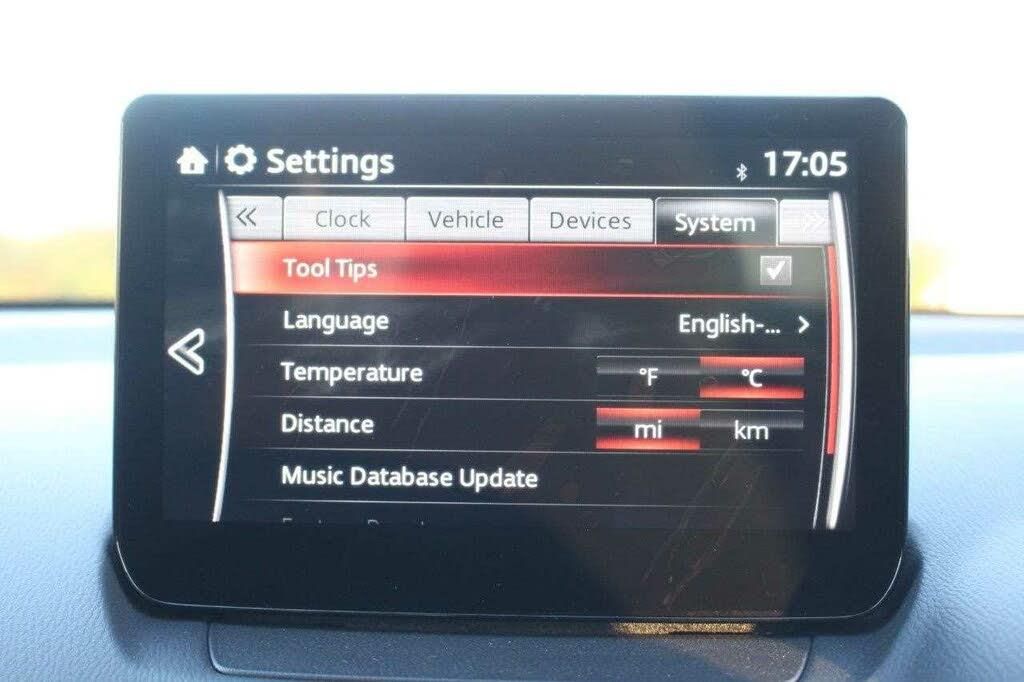 Settings 17:05
« Clock Vehicle Devices System »
Tool Tips
Language English-... >
Temperature °F °C
Distance mi km
Music Database Update